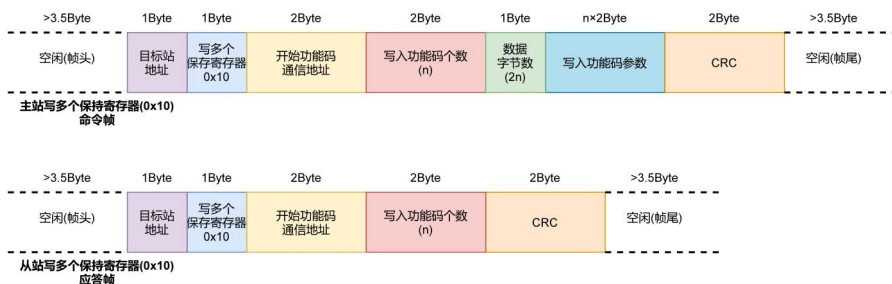 >3.5Byte 1Byte 1Byte 2Byte 2Byte 1Byte n×2Byte 2Byte >3.5Byte
空闲(帧头)
目标站
地址
写多个
保存寄存器
0x10
开始功能码
通信地址
写入功能码个数
(n)
数据
字节数
(2n)
写入功能码参数
CRC
空闲(帧尾)
主站写多个保持寄存器(0x10)
命令帧
>3.5Byte 1Byte 1Byte 2Byte 2Byte 2Byte >3.5Byte
空闲(帧头)
目标站
地址
写多个
保存寄存器
0x10
开始功能码
通信地址
写入功能码个数
(n)
CRC
空闲(帧尾)
从站写多个保持寄存器(0x10)
应答帧